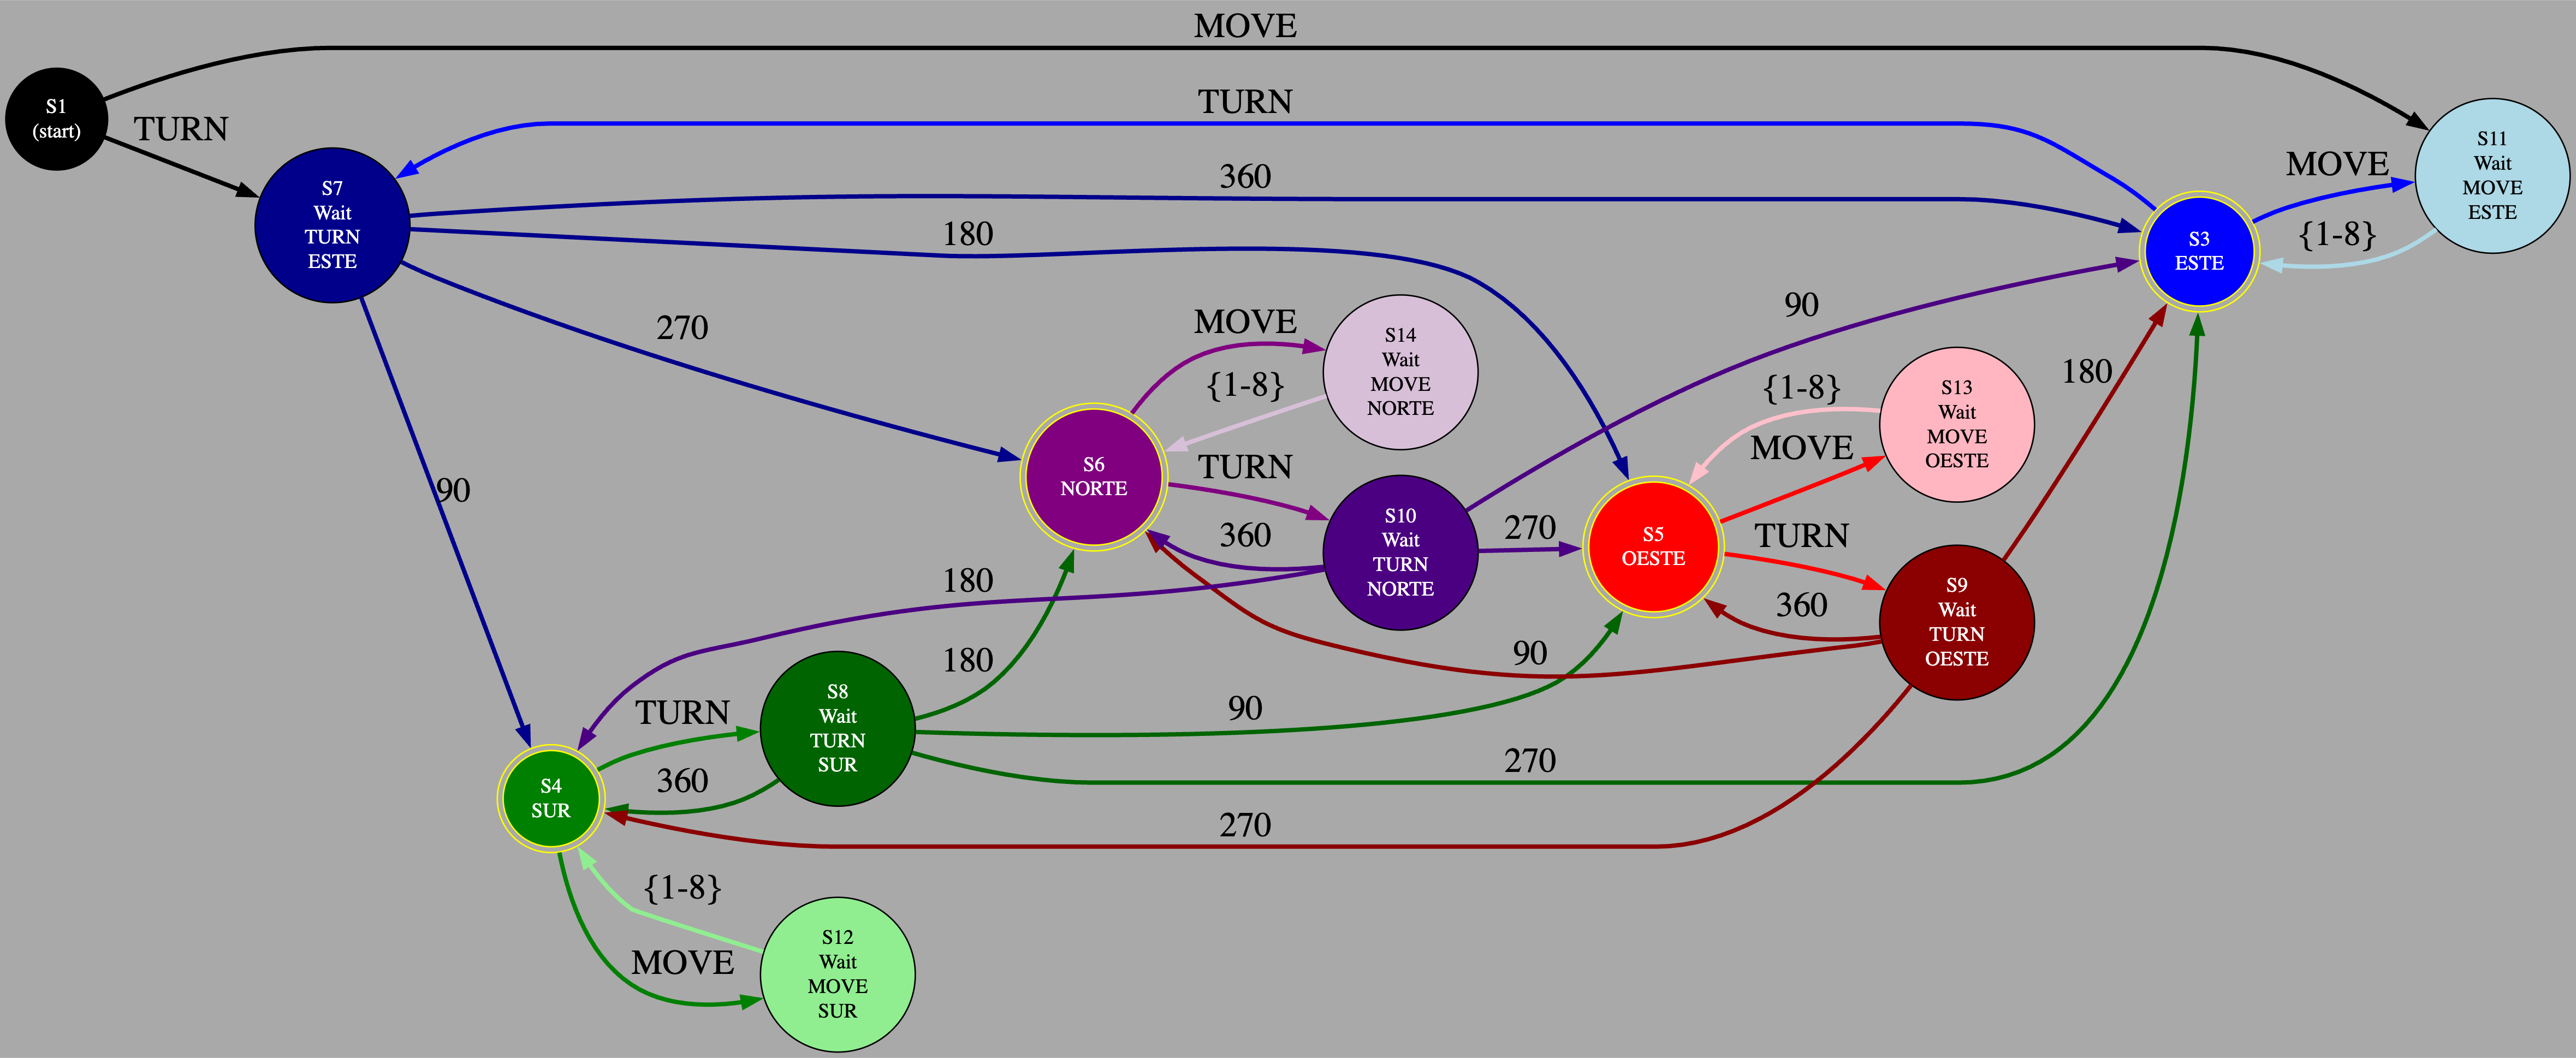 MOVE
S1
(start)
TURN
TURN
S11
Wait
MOVE
ESTE
S7
Wait
TURN
ESTE
360
MOVE
{1-8}
S3
ESTE
180
270
90
MOVE
S14
Wait
MOVE
NORTE
{1-8}
90
180
{1-8}
S13
Wait
MOVE
OESTE
MOVE
S6
NORTE
TURN
S10
Wait
TURN
NORTE
360
270
S5
OESTE
TURN
S9
Wait
TURN
OESTE
360
180
180
90
90
S8
Wait
TURN
SUR
TURN
360
S4
SUR
270
270
{1-8}
MOVE
S12
Wait
MOVE
SUR